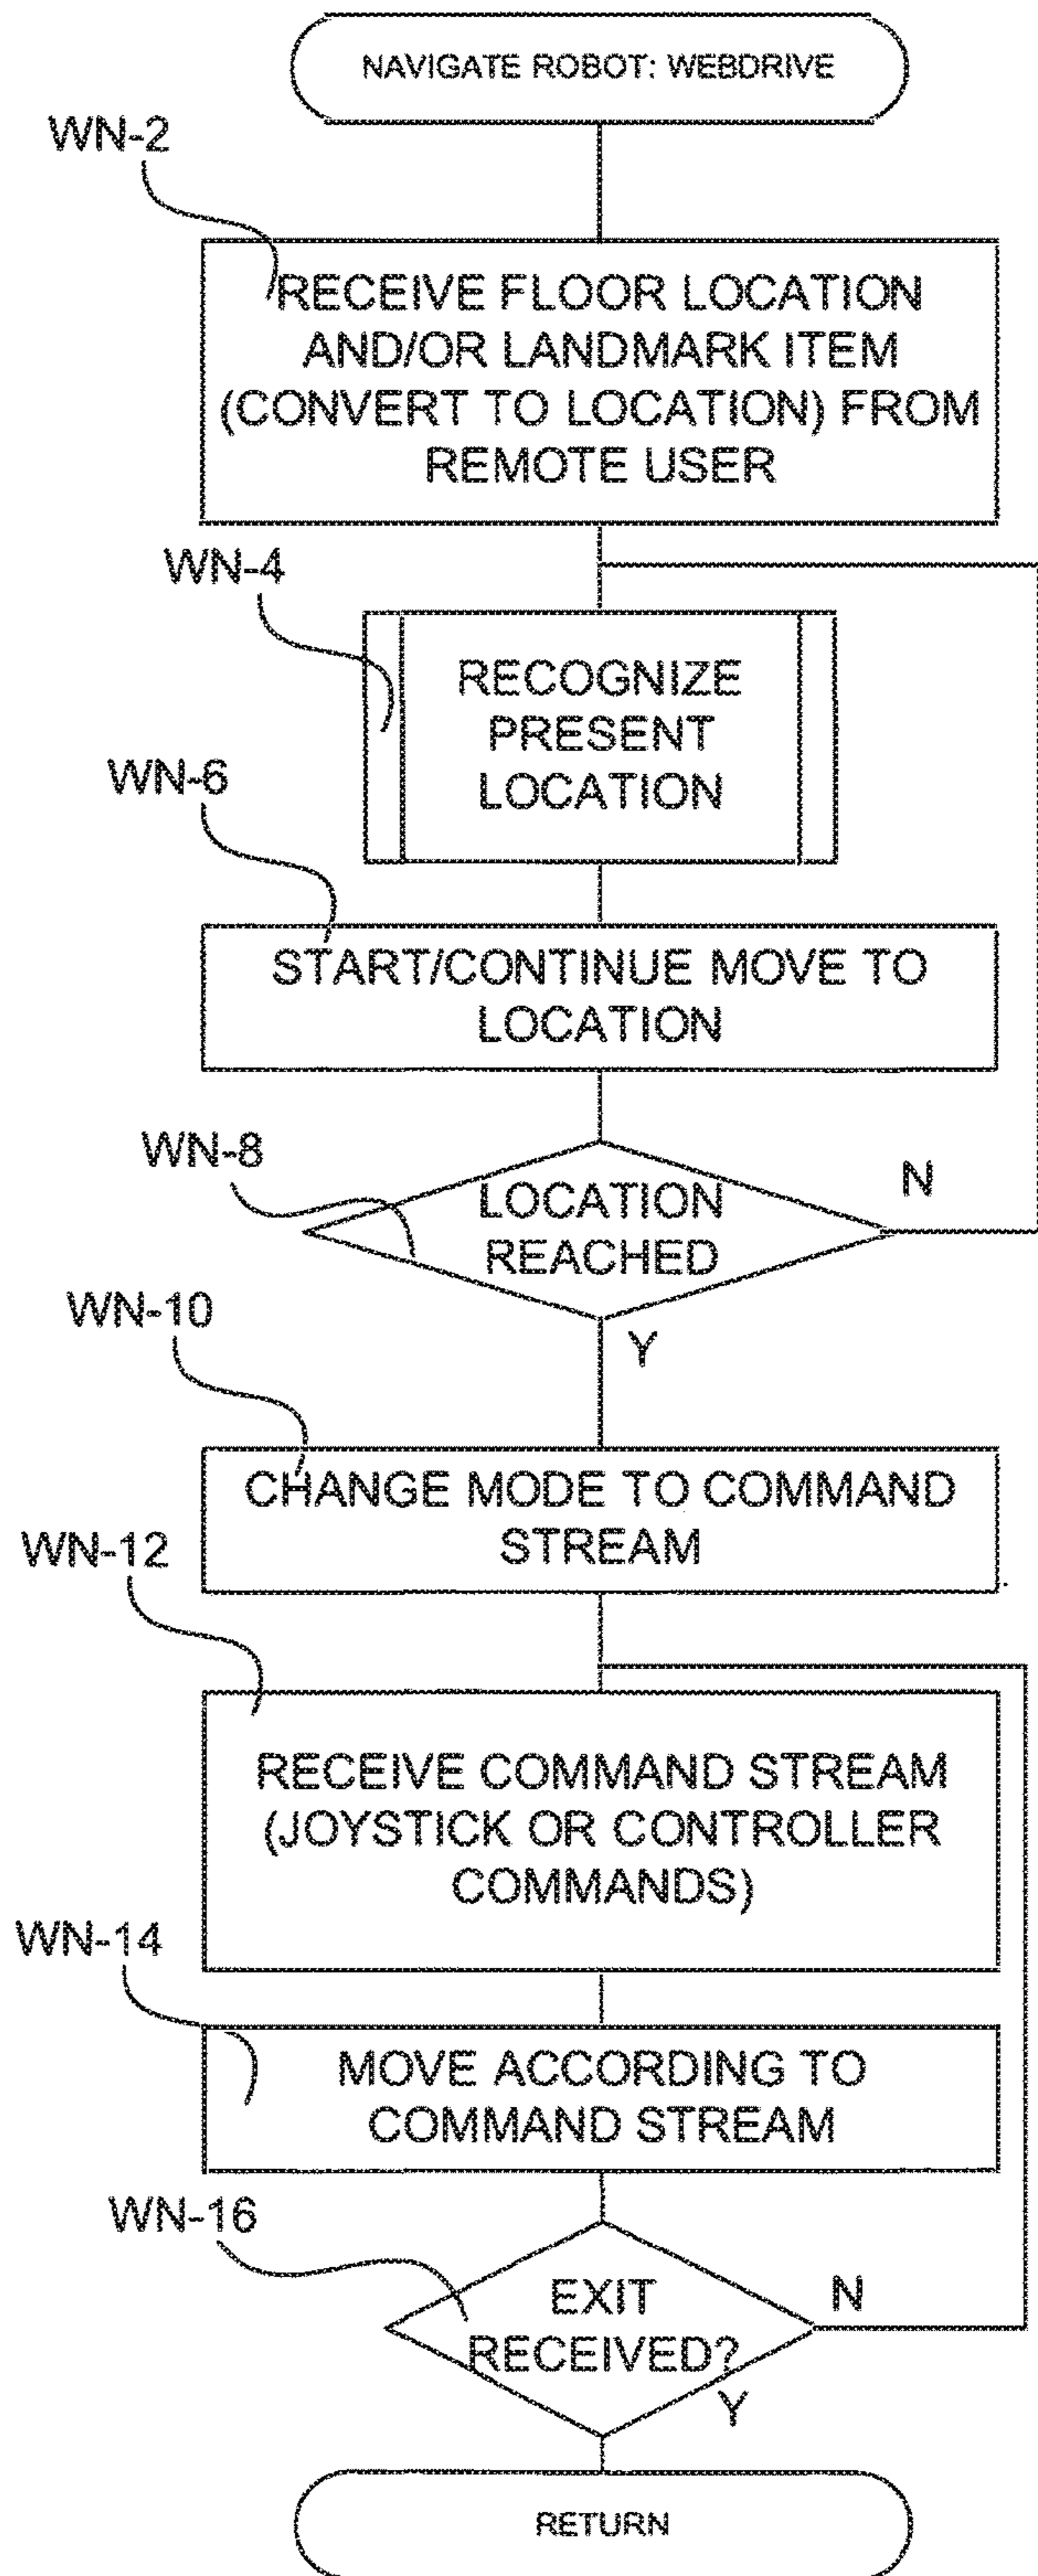 NAVIGATE ROBOT: WEBDRIVE
WN-2
RECEIVE FLOOR LOCATION
AND/OR LANDMARK ITEM
(CONVERT TO LOCATION) FROM
REMOTE USER
WN-4
RECOGNIZE
PRESENT
LOCATION
WN-6
START/CONTINUE MOVE TO
LOCATION
WN-8
LOCATION
REACHED
N
Y
WN-10
CHANGE MODE TO COMMAND
STREAM
WN-12
RECEIVE COMMAND STREAM
(JOYSTICK OR CONTROLLER
COMMANDS)
WN-14
MOVE ACCORDING TO
COMMAND STREAM
WN-16
EXIT
RECEIVED?
N
Y
RETURN